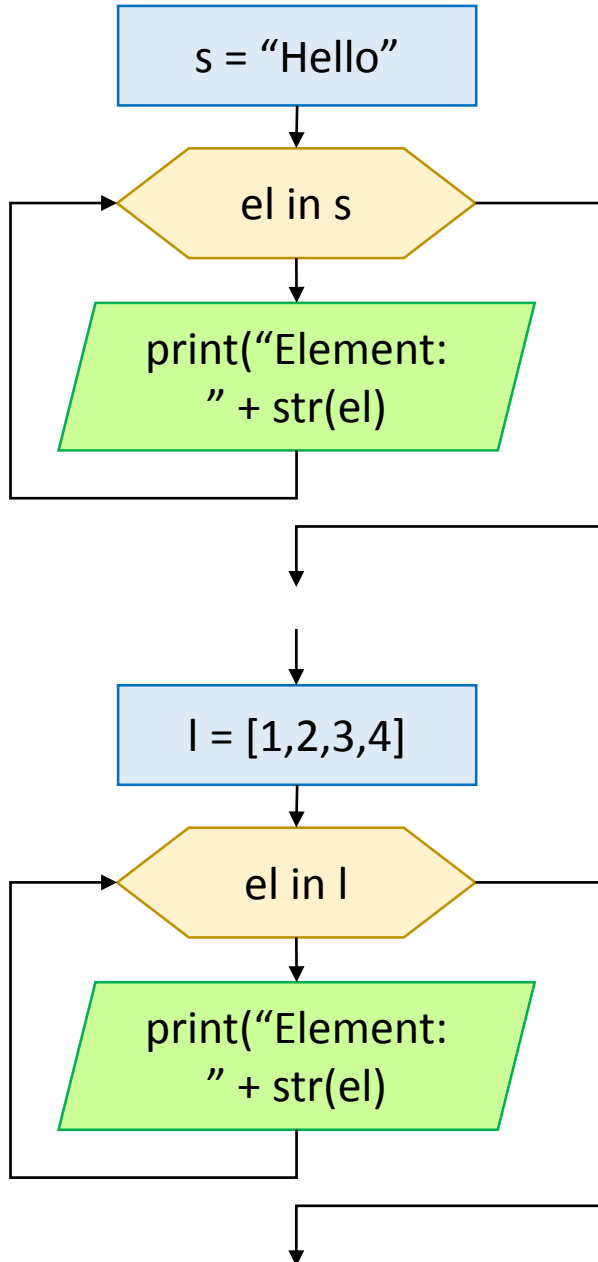 s = “Hello”
el in s
print(“Element:
” + str(el)
l = [1,2,3,4]
el in l
print(“Element:
” + str(el)